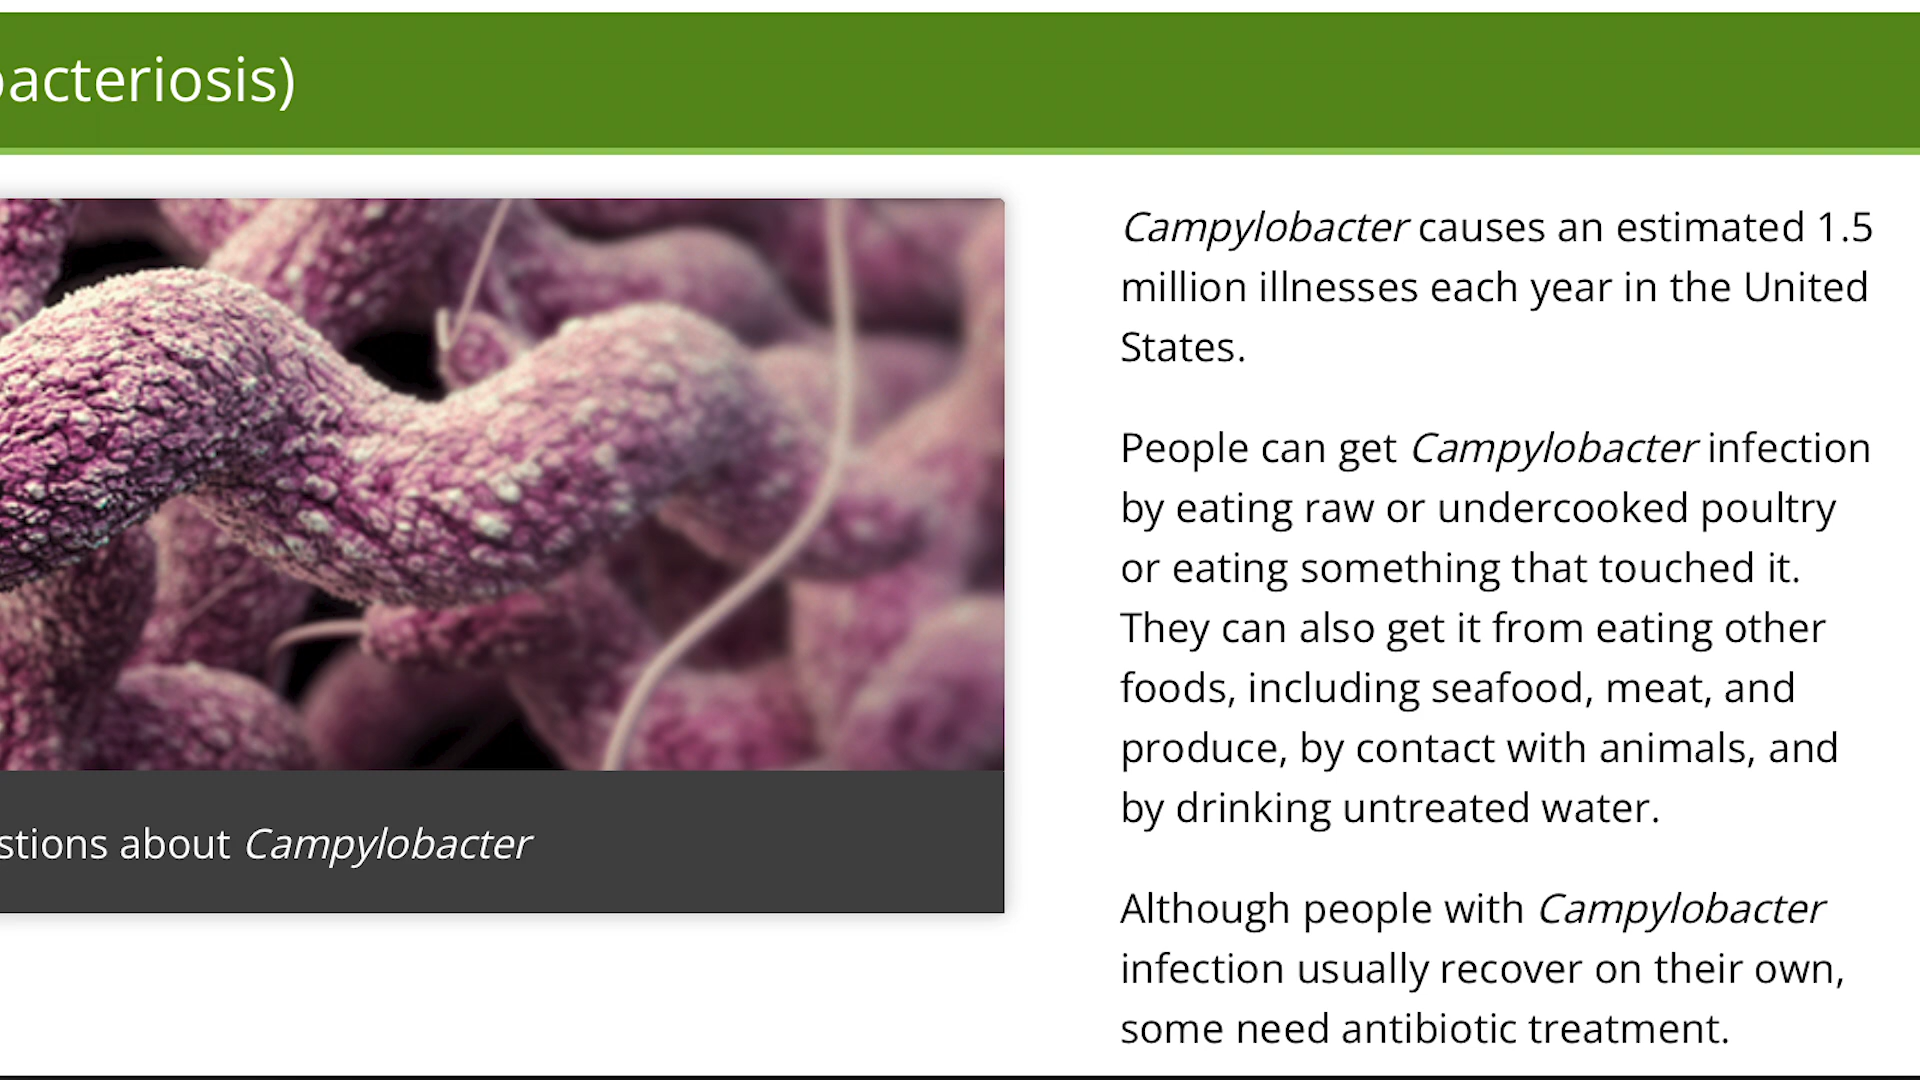 bacteriosis)
Campylobacter causes an estimated 1.5
million illnesses each year in the United
States.
People can get Campylobacter infection
by eating raw or undercooked poultry
or eating something that touched it.
They can also get it from eating other
foods, including seafood, meat, and
produce, by contact with animals, and
by drinking untreated water.
Although people with Campylobacter
infection usually recover on their own,
some need antibiotic treatment.
stions about Campylobacter